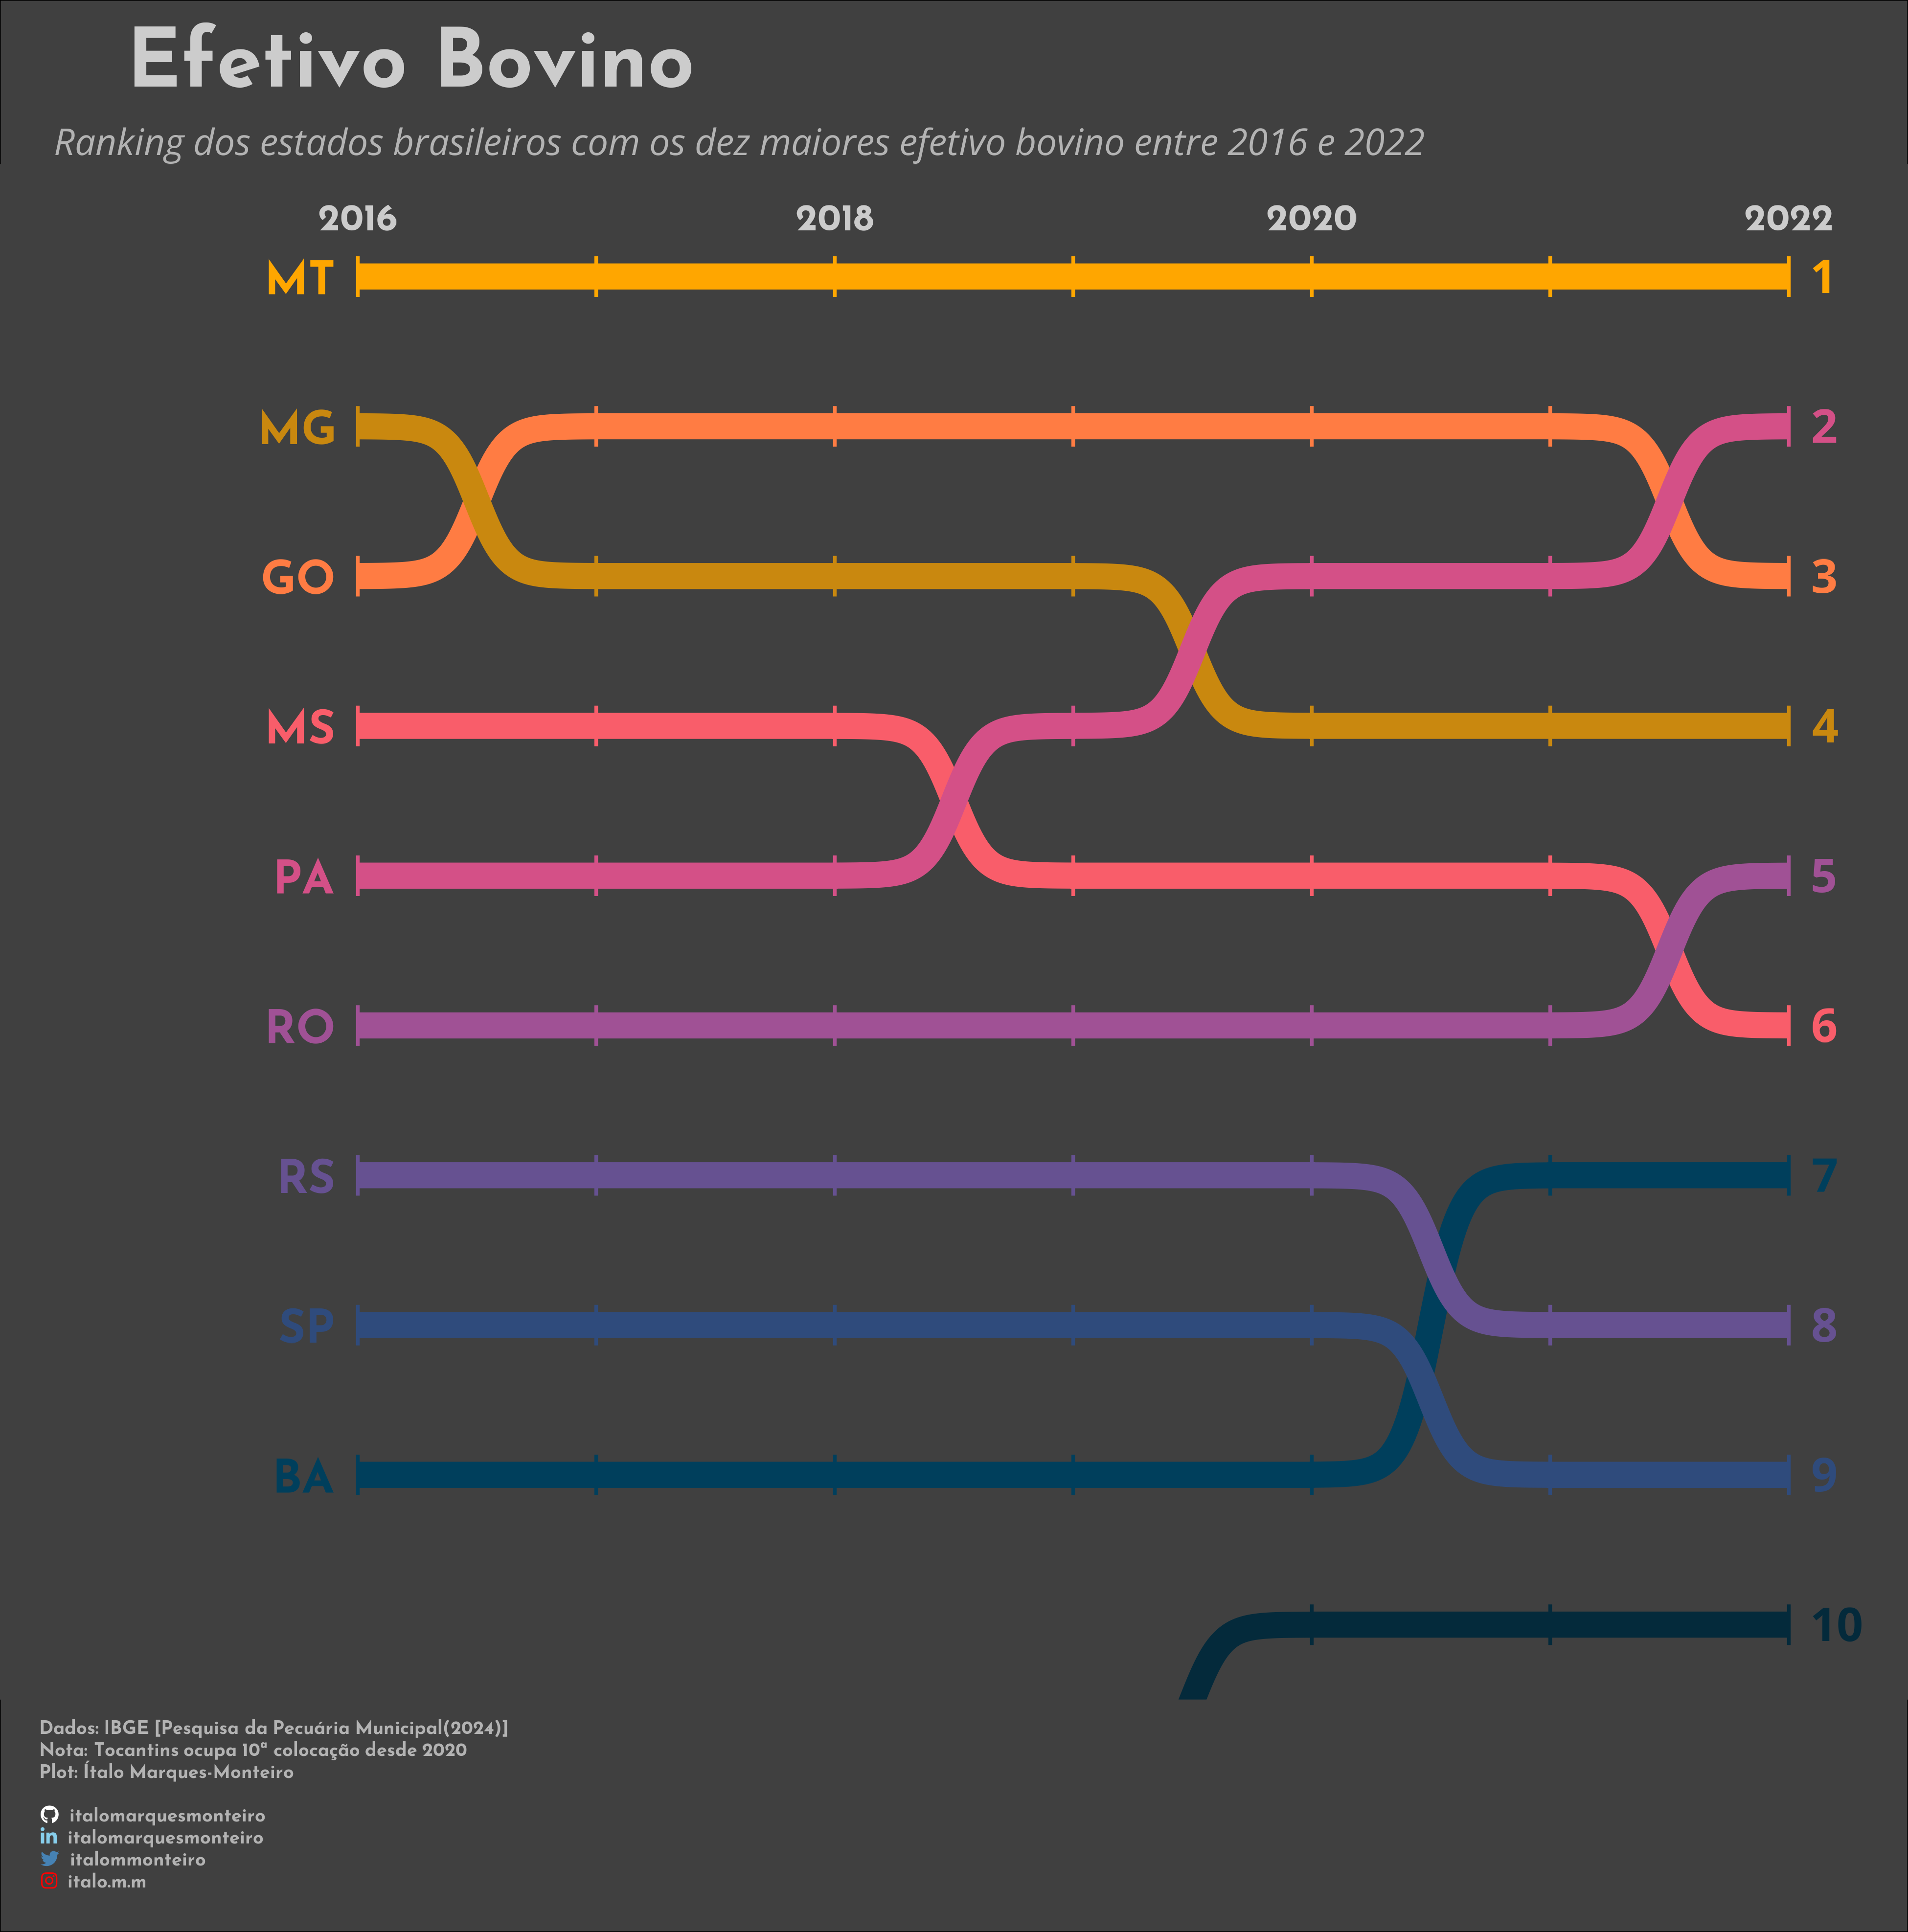 Efetivo Bovino
Ranking dos estados brasileiros com os dez maiores efetivo bovino entre 2016 e 2022
2016 2018 2020 2022
MT 1
MG 2
GO 3
MS 4
PA 5
RO 6
RS 7
SP 8
BA 9
10
Dados: IBGE [Pesquisa da Pecuária Municipal(2024)]
Nota: Tocantins ocupa 10ª colocação desde 2020
Plot: Ítalo Marques-Monteiro
italomarquesmonteiro
in italomarquesmonteiro
italommonteiro
italo.m.m